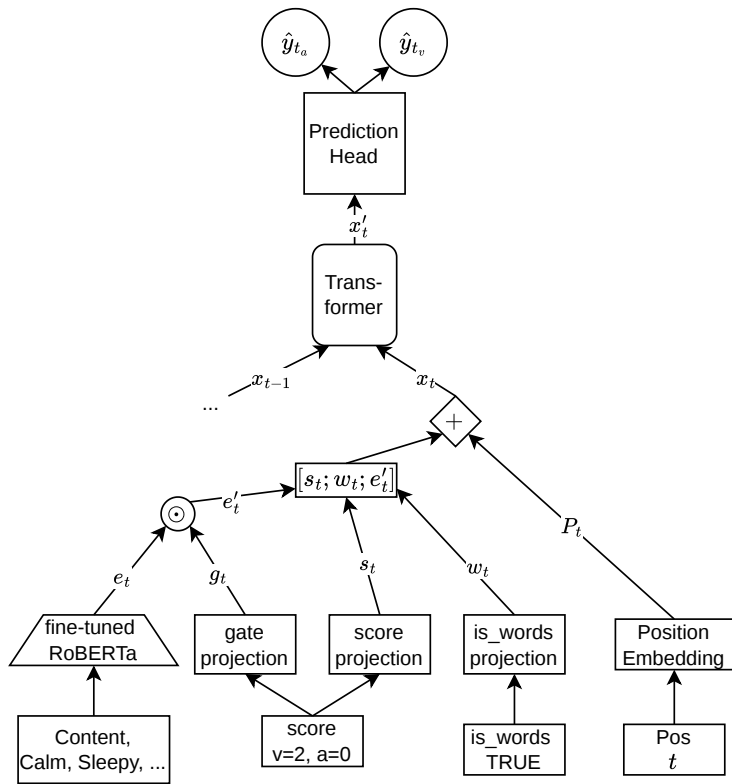 ŷ_{t_a} ŷ_{t_v}
Prediction
Head
x'_t
Trans-
former
x_{t-1} x_t
...
+
[s_t; w_t; e'_t]
e'_t
⊙
P_t
e_t g_t s_t w_t
fine-tuned
RoBERTa
gate
projection
score
projection
is_words
projection
Position
Embedding
Content,
Calm, Sleepy, ...
score
v=2, a=0
is_words
TRUE
Pos
t